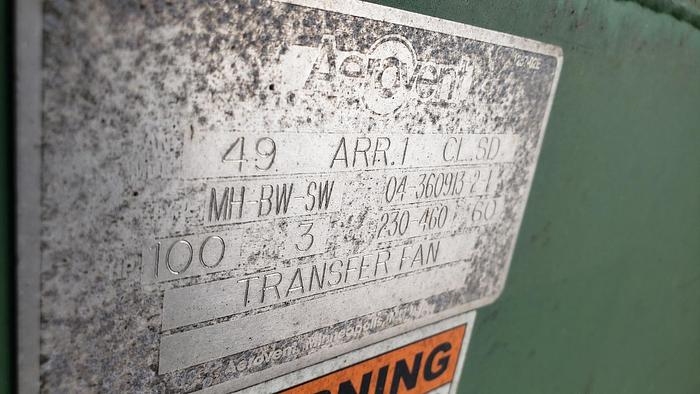 Aerovent
49 ARR.1 CL.SD
MH-BW-SW 04-360913-2-1
100 3 230-460 60
TRANSFER FAN
Aerovent, Minneapolis,
RNING